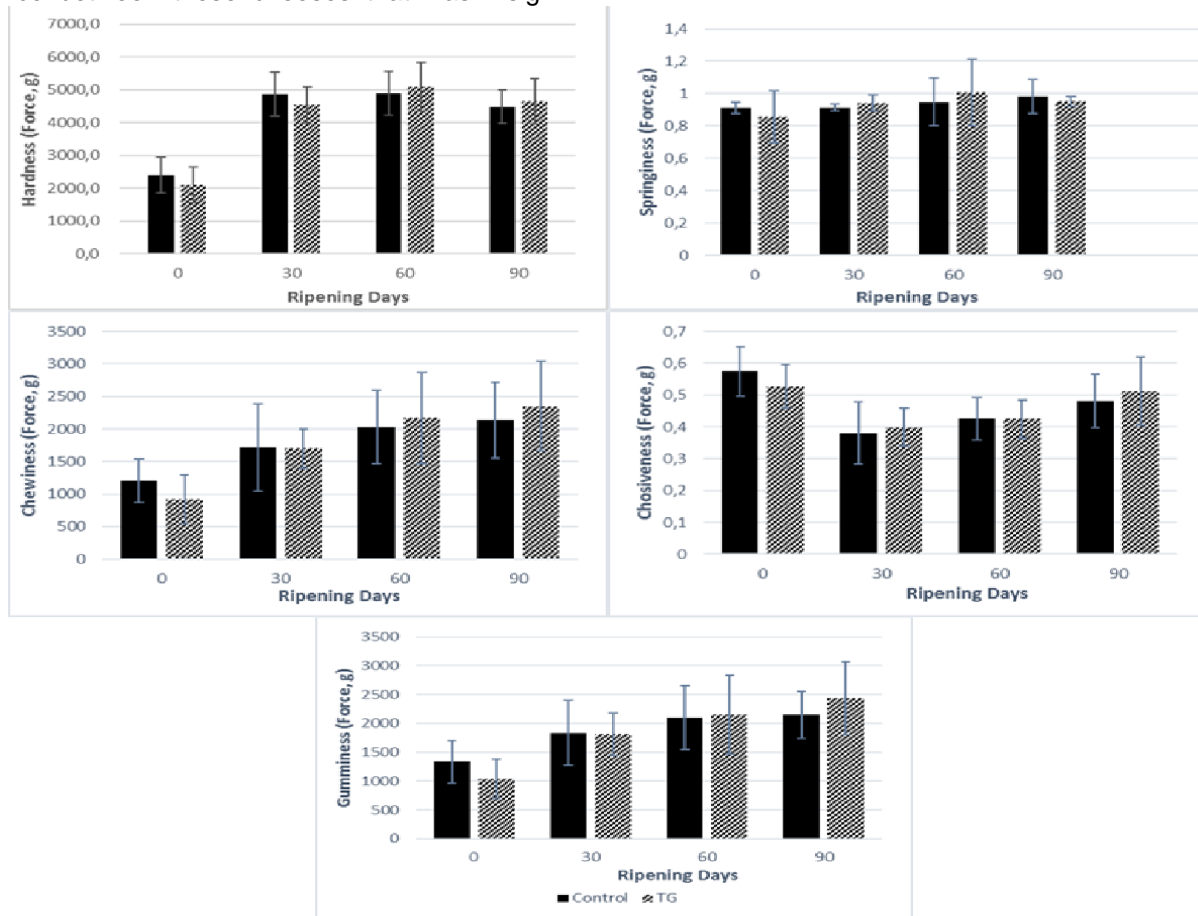 these cheeses that
7000,0
6000,0
5000,0
4000,0
3000,0
2000,0
1000,0
0,0
Hardness (Force, g)
0 30 60 90
Ripening Days
1,4
1,2
1
0,8
0,6
0,4
0,2
0
Springiness (Force, g)
0 30 60 90
Ripening Days
3500
3000
2500
2000
1500
1000
500
0
Chewiness (Force, g)
0 30 60 90
Ripening Days
0,7
0,6
0,5
0,4
0,3
0,2
0,1
0
Chosiveness (Force, g)
0 30 60 90
Ripening Days
3500
3000
2500
2000
1500
1000
500
0
Gumminess (Force, g)
0 30 60 90
Ripening Days
Control TG